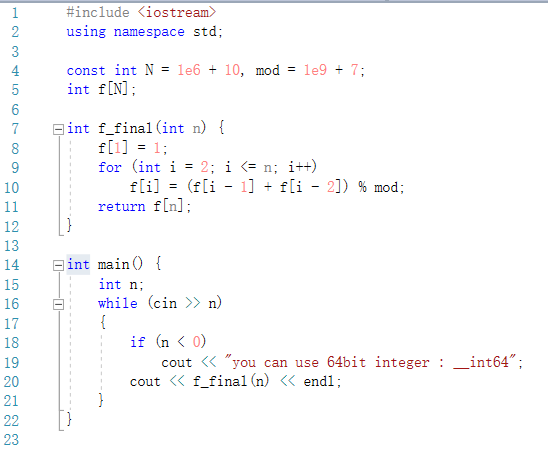 1 #include <iostream>
2 using namespace std;
3
4 const int N = 1e6 + 10, mod = 1e9 + 7;
5 int f[N];
6
7 int f_final(int n) {
8 f[1] = 1;
9 for (int i = 2; i <= n; i++)
10 f[i] = (f[i - 1] + f[i - 2]) % mod;
11 return f[n];
12 }
13
14 int main() {
15 int n;
16 while (cin >> n)
17 {
18 if (n < 0)
19 cout << "you can use 64bit integer : __int64";
20 cout << f_final(n) << endl;
21 }
22 }
23